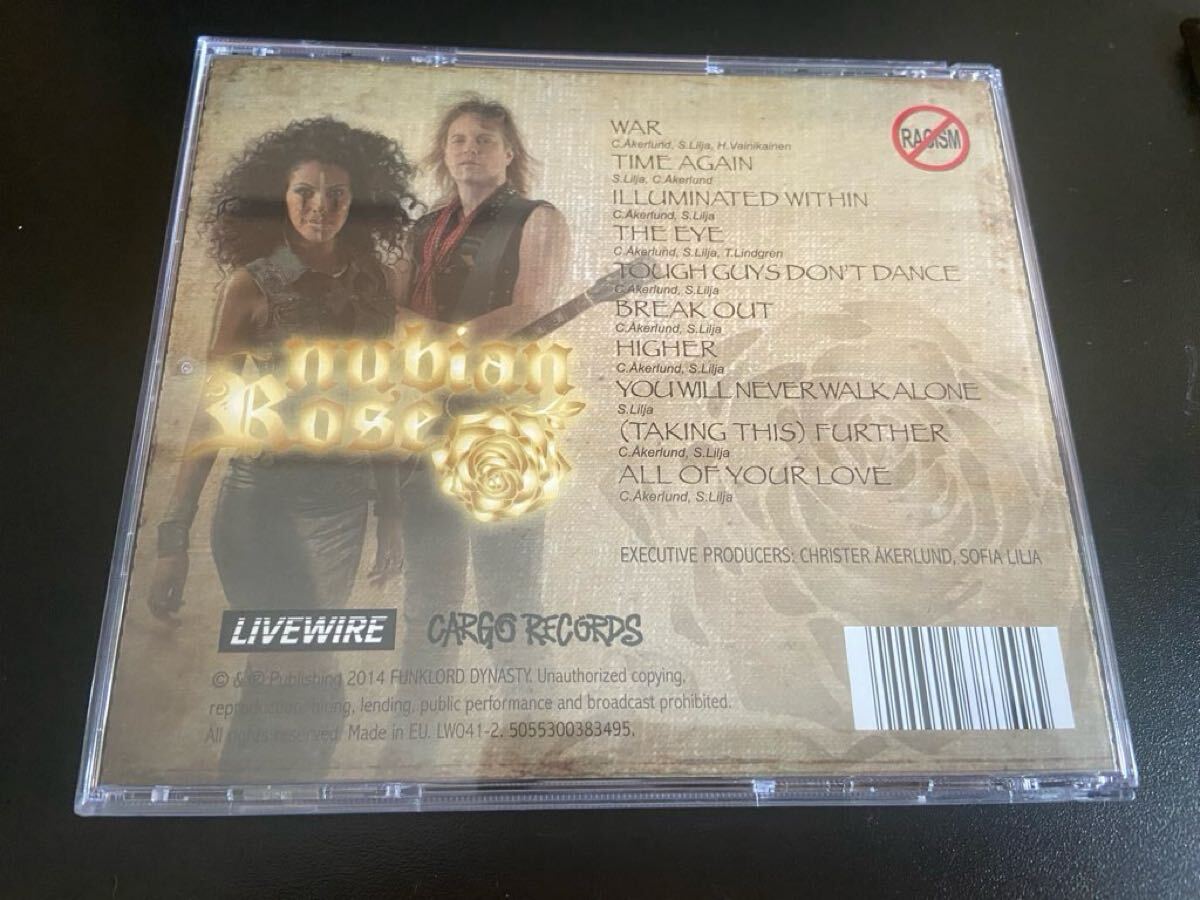 WAR
C.Åkerlund, S.Lilja, H.Vainikainen
TIME AGAIN
S.Lilja, C.Åkerlund
ILLUMINATED WITHIN
C.Åkerlund, S.Lilja
THE EYE
C.Åkerlund, S.Lilja, T.Lindgren
TOUGH GUYS DON'T DANCE
C.Åkerlund, S.Lilja
BREAK OUT
C.Åkerlund, S.Lilja
HIGHER
C.Åkerlund, S.Lilja
YOU WILL NEVER WALK ALONE
S.Lilja
(TAKING THIS) FURTHER
C.Åkerlund, S.Lilja
ALL OF YOUR LOVE
C.Åkerlund, S.Lilja
RACISM
nubian
Rose
EXECUTIVE PRODUCERS: CHRISTER ÅKERLUND, SOFIA LILJA
LIVEWIRE
CARGO RECORDS
© & ℗ Publishing 2014 FUNKLORD DYNASTY. Unauthorized copying,
reproduction, hiring, lending, public performance and broadcast prohibited.
All rights reserved. Made in EU. LW041-2. 5055300383495.